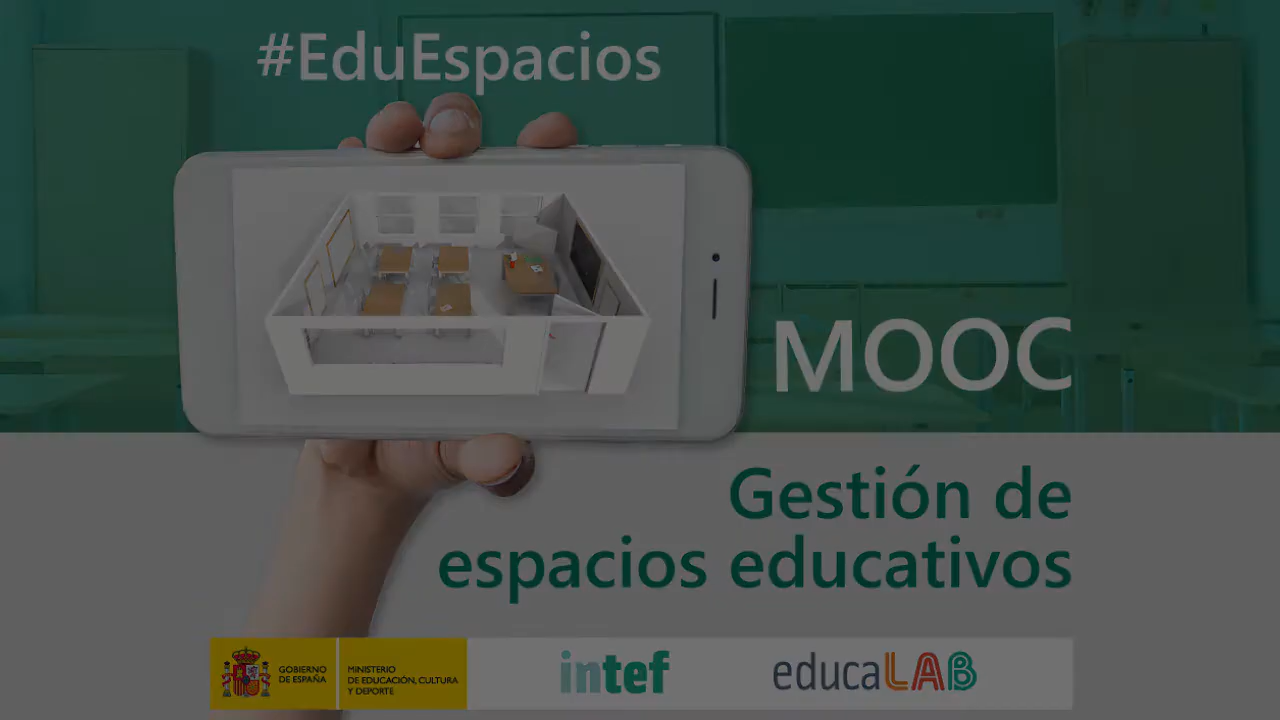 #EduEspacios
MOOC
Gestión de
espacios educativos
GOBIERNO
DE ESPAÑA
MINISTERIO
DE EDUCACIÓN, CULTURA
Y DEPORTE
intef
educaLAB